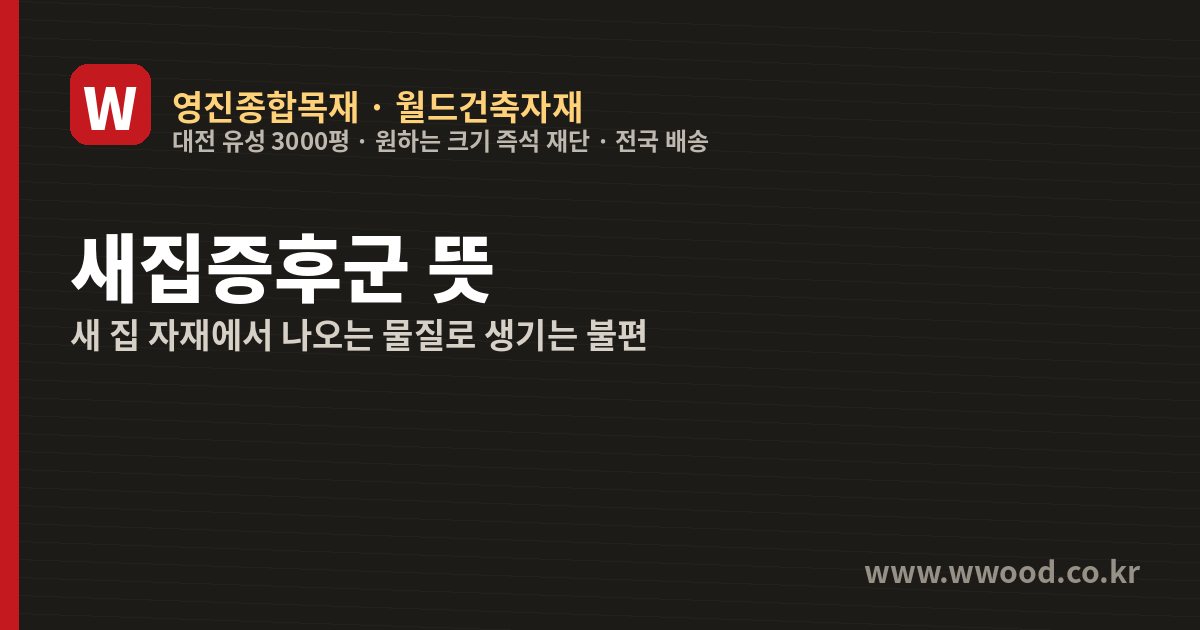 W
영진종합목재 · 월드건축자재
대전 유성 3000평 · 원하는 크기 즉석 재단 · 전국 배송
새집증후군 뜻
새 집 자재에서 나오는 물질로 생기는 불편
www.wwood.co.kr